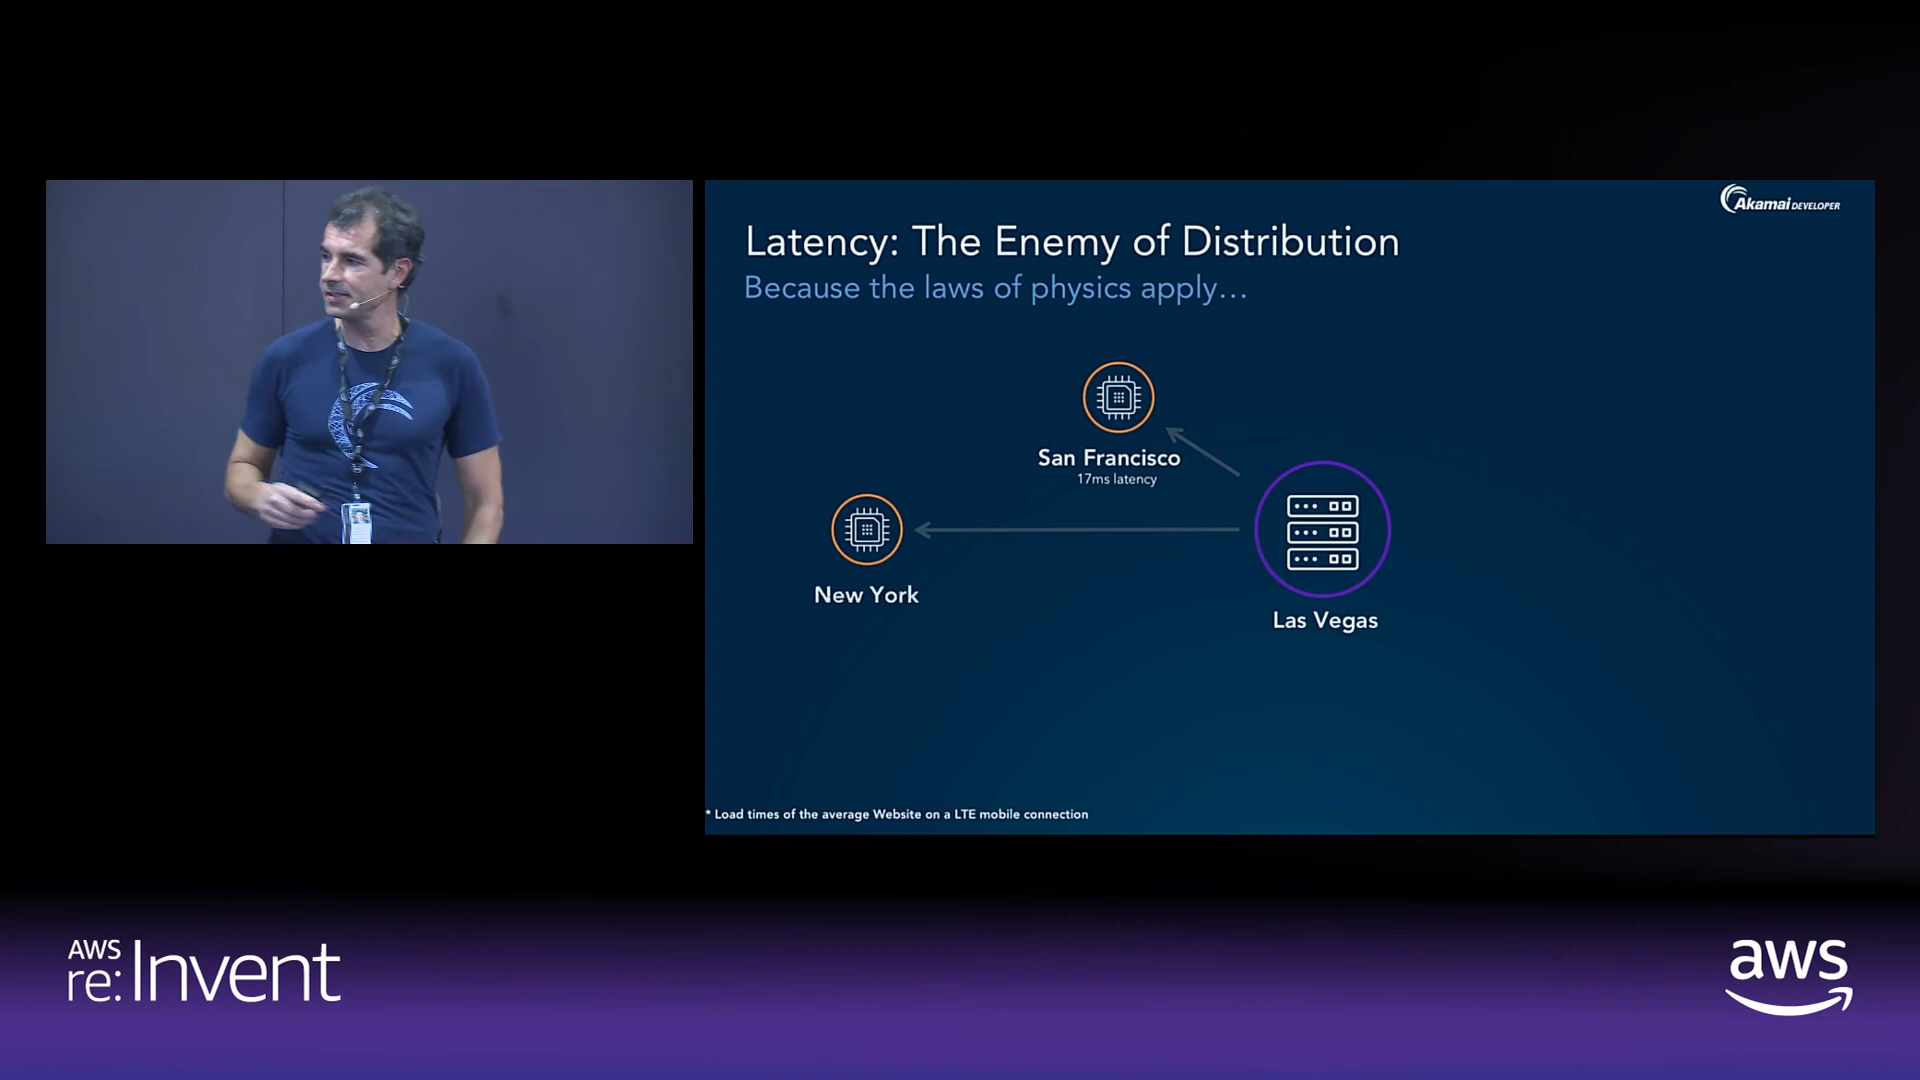 Akamai DEVELOPER
Latency: The Enemy of Distribution
Because the laws of physics apply...
San Francisco
17ms latency
New York
Las Vegas
* Load times of the average Website on a LTE mobile connection
AWS
re:Invent
aws